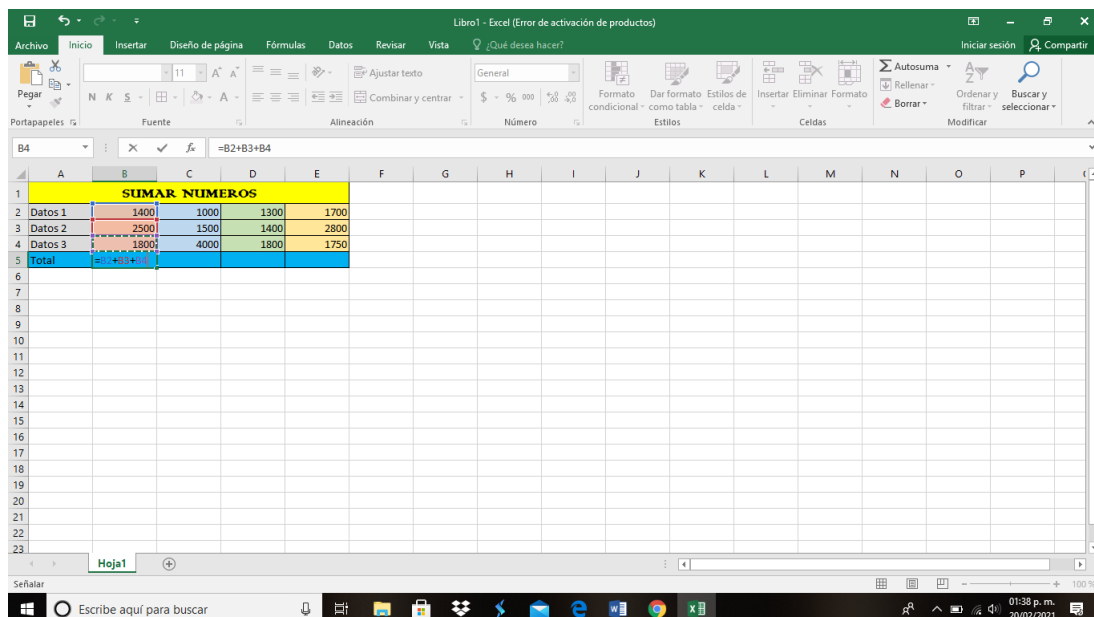 Libro1 - Excel (Error de activación de productos)
Archivo Inicio Insertar Diseño de página Fórmulas Datos Revisar Vista ¿Qué desea hacer? Iniciar sesión Compartir
Pegar
Portapapeles
11
N K S
Fuente
Ajustar texto
Combinar y centrar
Alineación
General
$ % 000
Número
Formato condicional
Dar formato como tabla
Estilos de celda
Estilos
Insertar Eliminar Formato
Celdas
Autosuma
Rellenar
Borrar
Ordenar y filtrar
Buscar y seleccionar
Modificar
B4 fx =B2+B3+B4
A B C D E F G H I J K L M N O P
1 SUMAR NUMEROS
2 Datos 1 1400 1000 1300 1700
3 Datos 2 2500 1500 1400 2800
4 Datos 3 1800 4000 1800 1750
5 Total =B2+B3+B4
6
7
8
9
10
11
12
13
14
15
16
17
18
19
20
21
22
23
Hoja1
Señalar 100 %
Escribe aquí para buscar
01:38 p. m.
20/02/2021